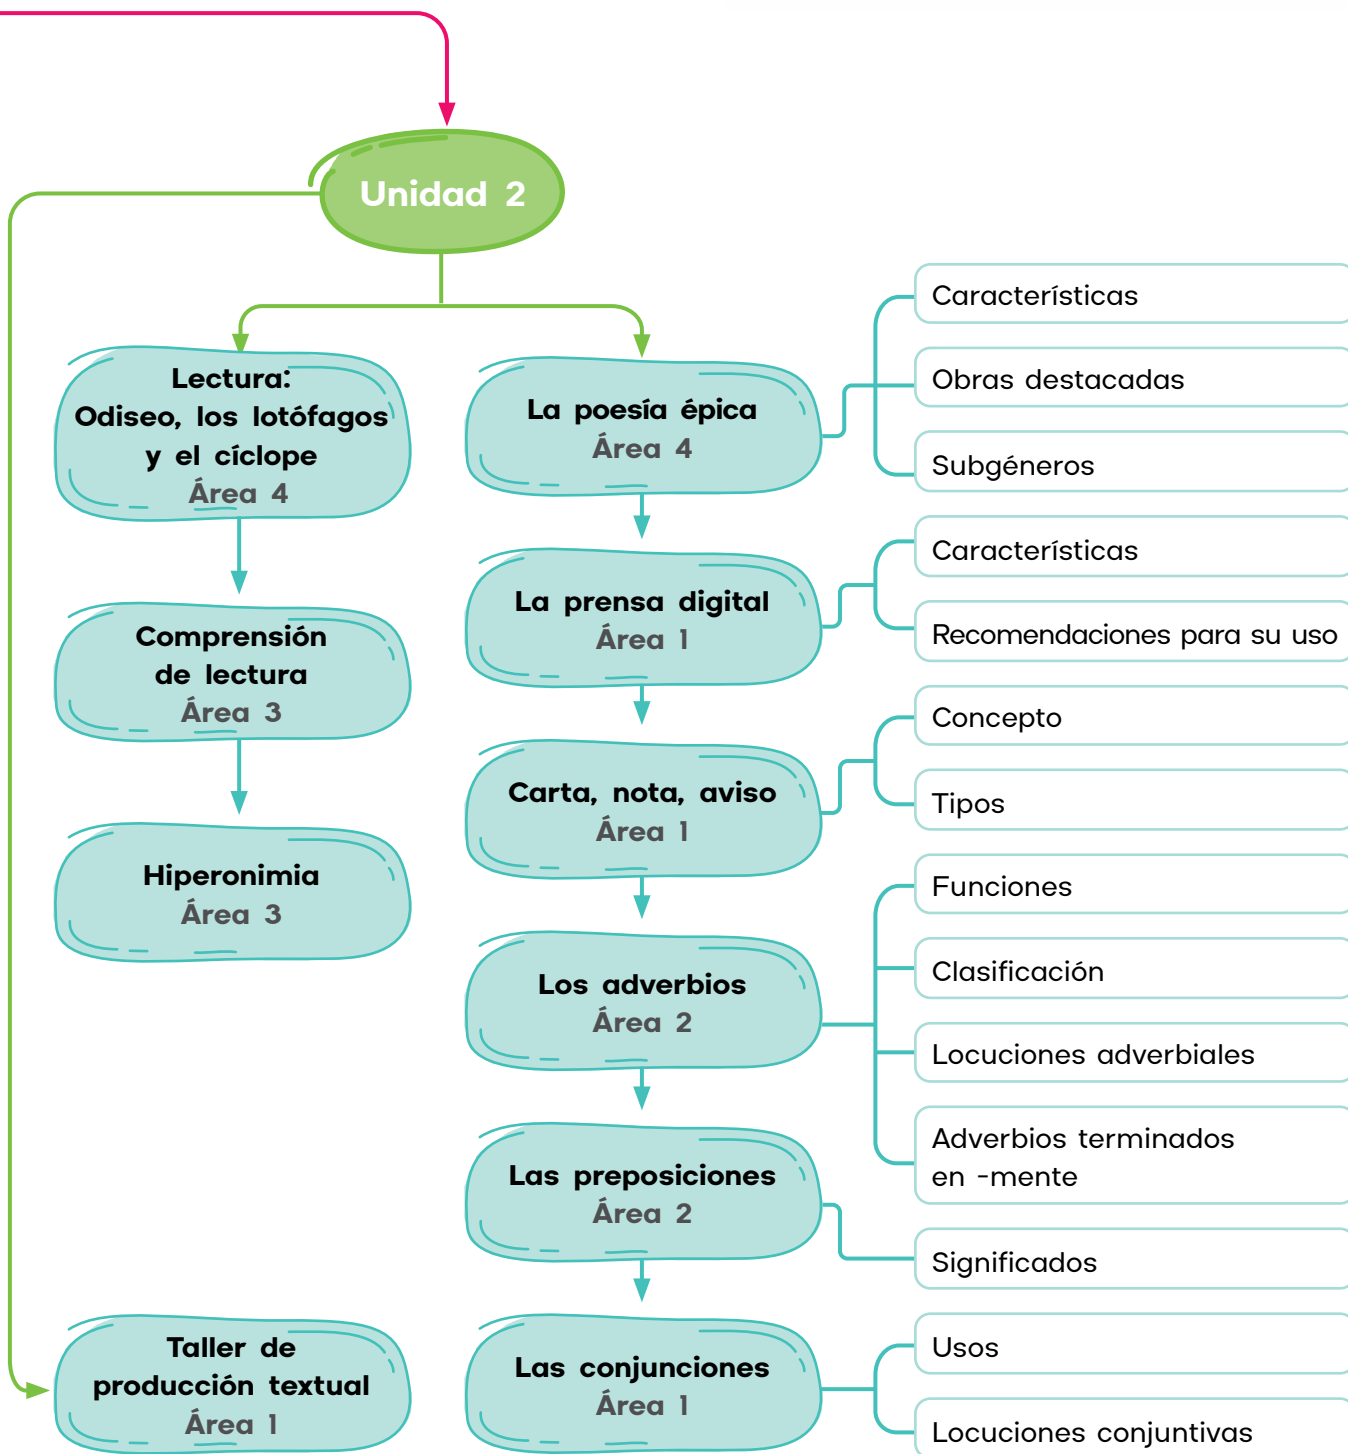 Unidad 2
Lectura:
Odiseo, los lotófagos
y el cíclope
Área 4
Comprensión
de lectura
Área 3
Hiperonimia
Área 3
Taller de
producción textual
Área 1
La poesía épica
Área 4
Características
Obras destacadas
Subgéneros
La prensa digital
Área 1
Características
Recomendaciones para su uso
Carta, nota, aviso
Área 1
Concepto
Tipos
Los adverbios
Área 2
Funciones
Clasificación
Locuciones adverbiales
Adverbios terminados
en -mente
Las preposiciones
Área 2
Significados
Las conjunciones
Área 1
Usos
Locuciones conjuntivas